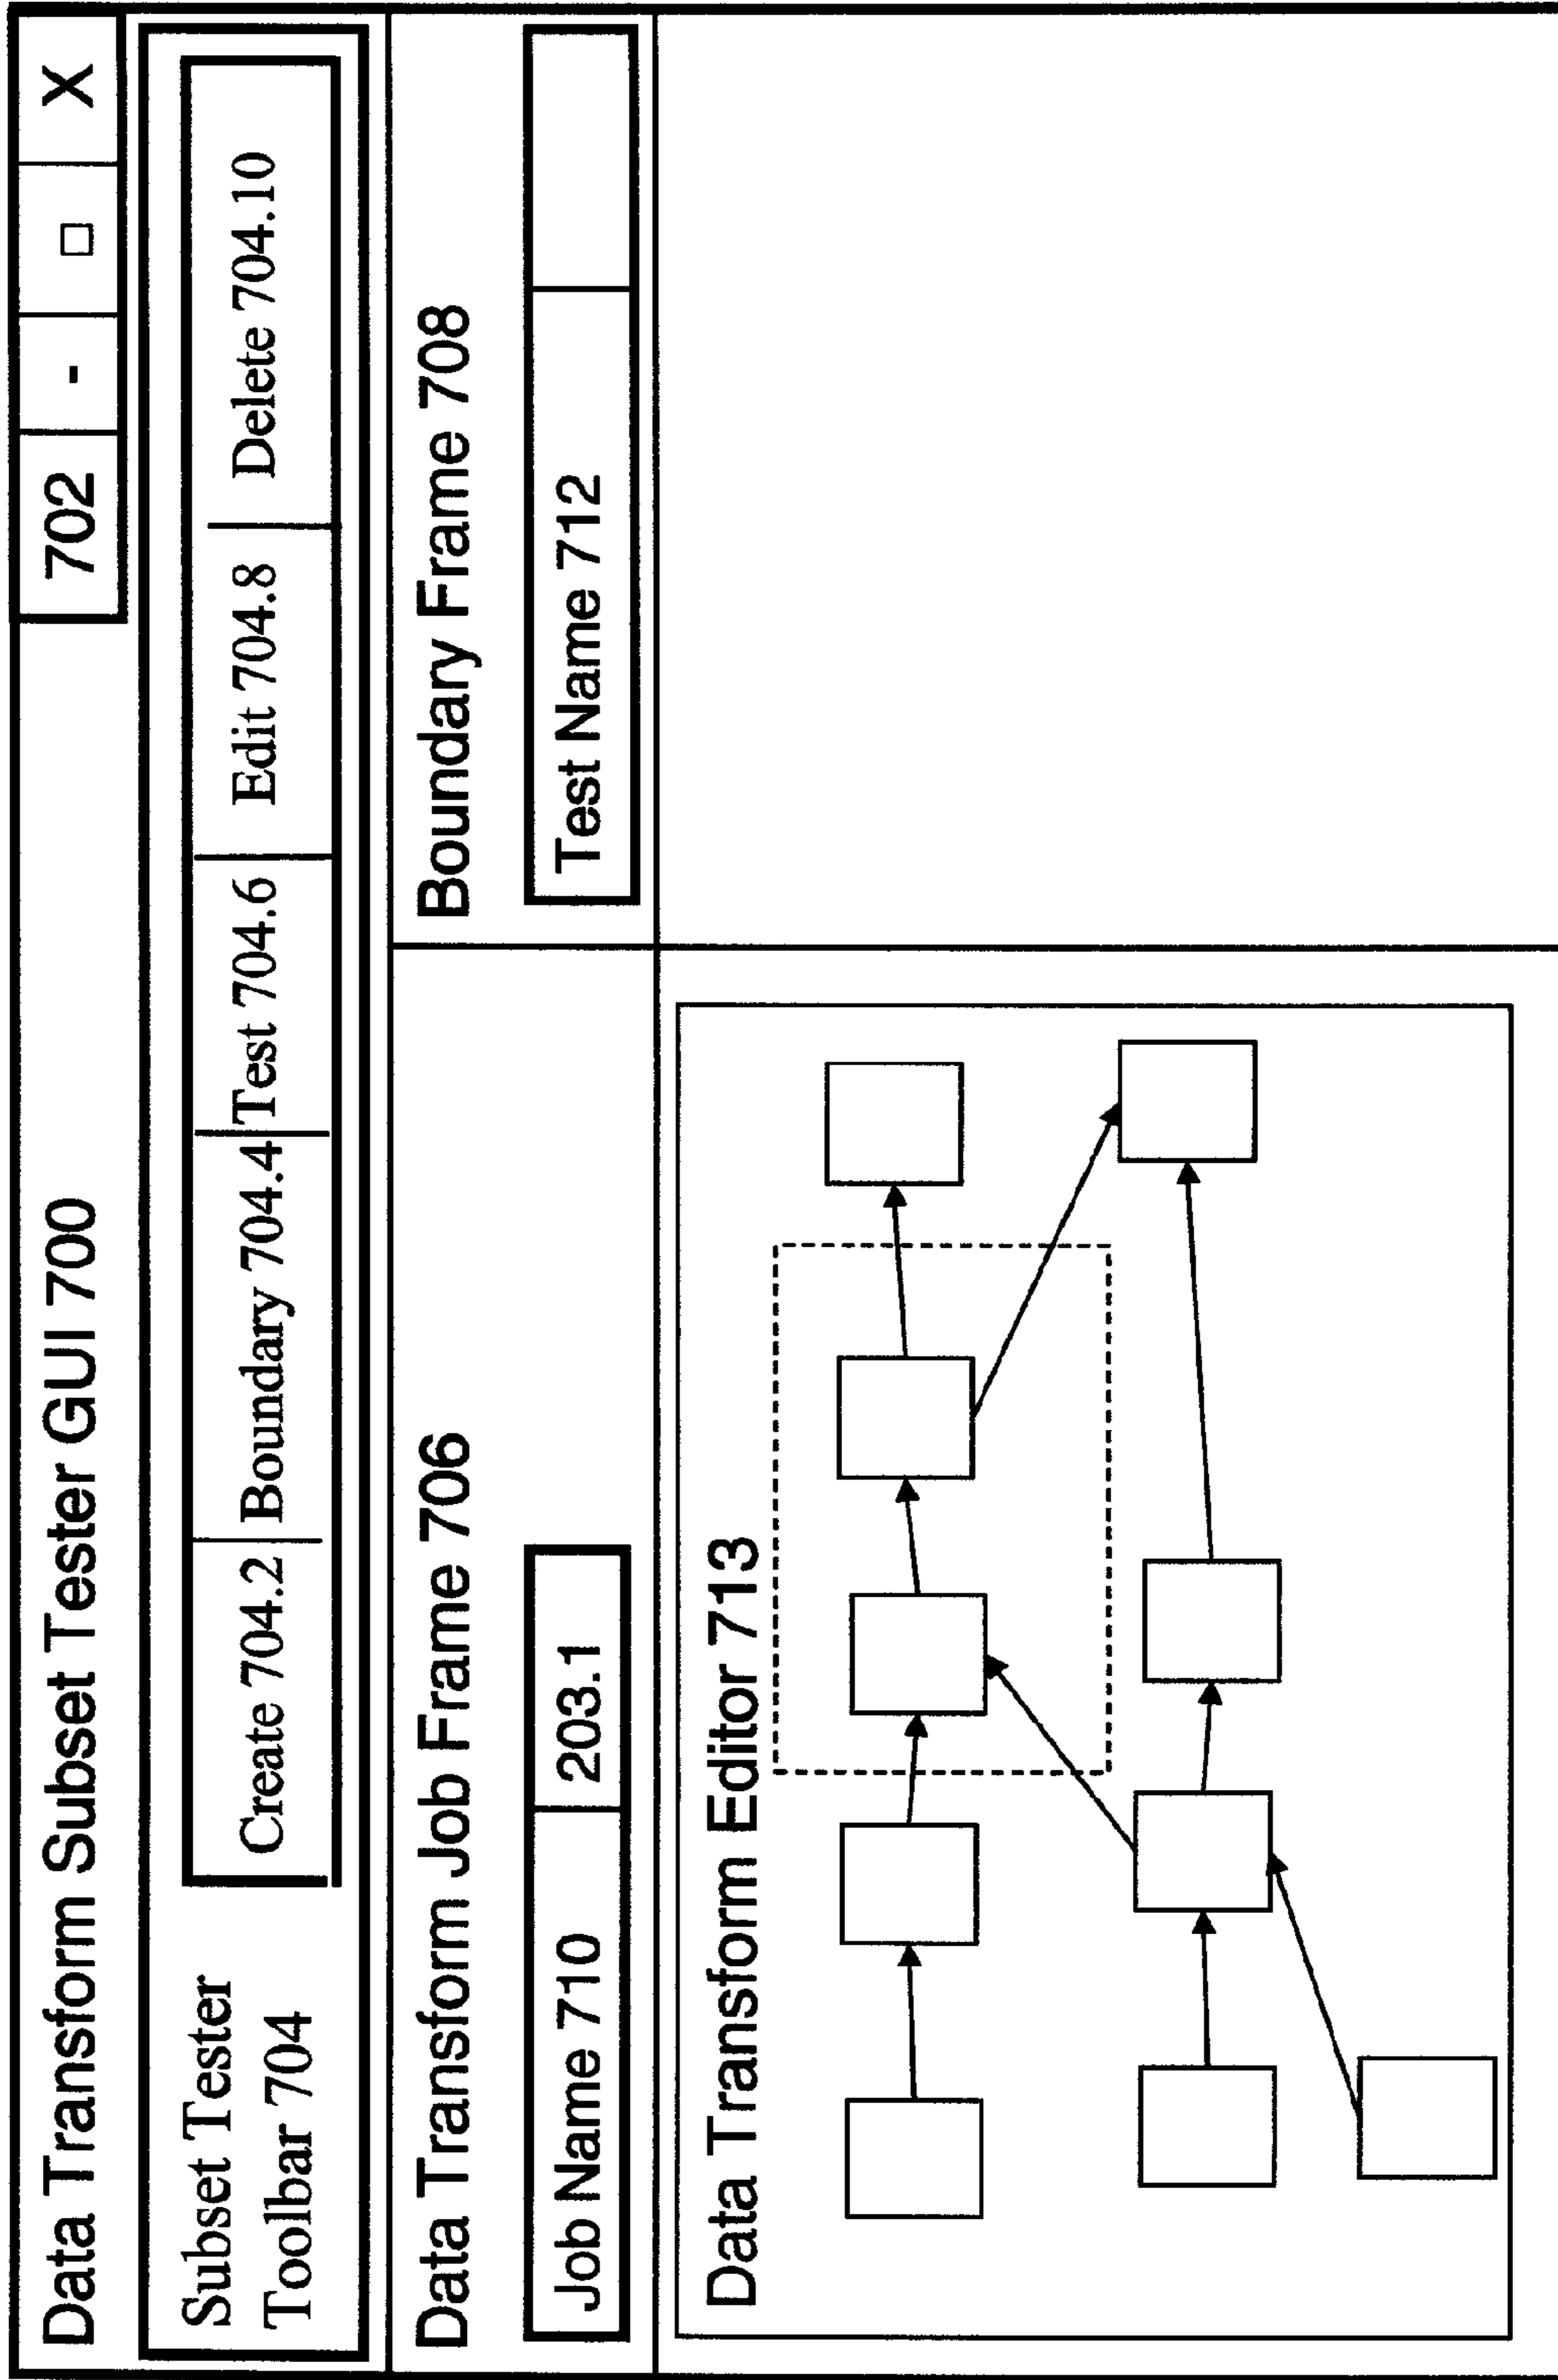 Data Transform Subset Tester GUI 700
702 - □ X
Subset Tester
Toolbar 704
Create 704.2 Boundary 704.4 Test 704.6 Edit 704.8 Delete 704.10
Data Transform Job Frame 706
Job Name 710 203.1
Boundary Frame 708
Test Name 712
Data Transform Editor 713